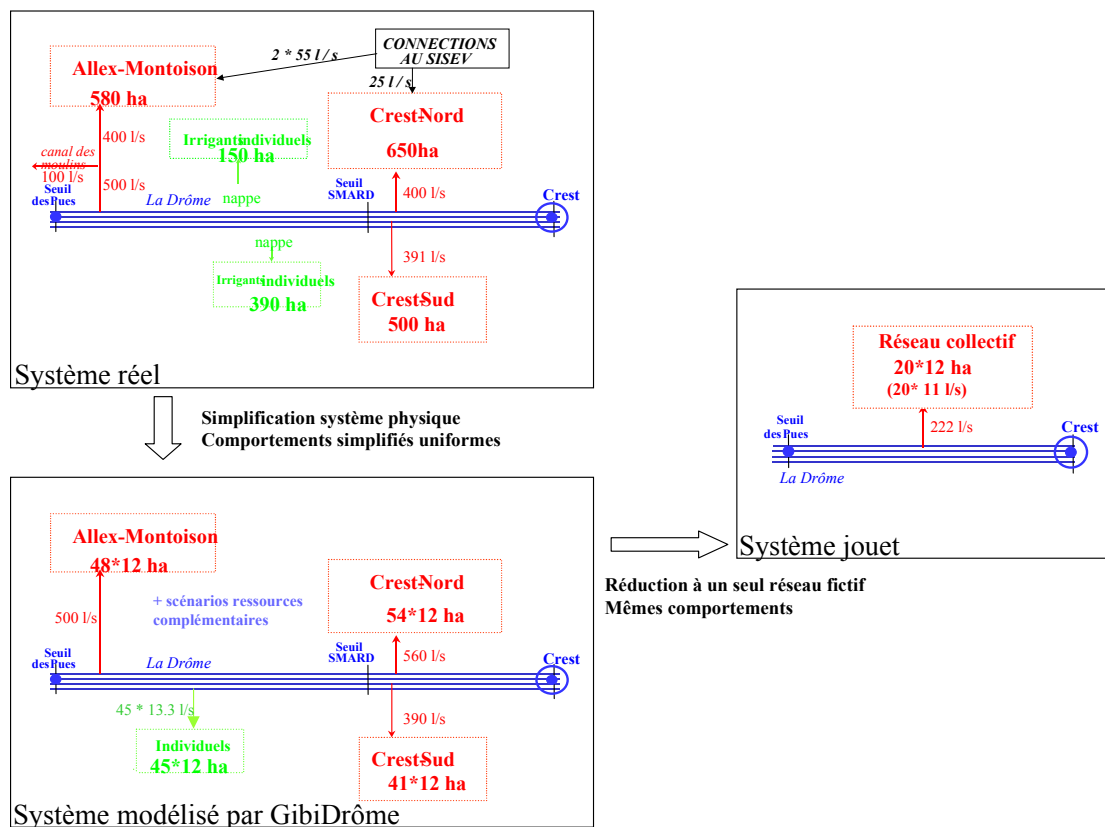 CONNECTIONS
AU SISEV
2 * 55 l / s
25 l / s
Allex-Montoison
580 ha
Crest-Nord
650ha
400 l/s
Irrigants individuels
150 ha
canal des
moulins
100 l/s
500 l/s
Seuil
des Pues
La Drôme
nappe
Seuil
SMARD
400 l/s
Crest
nappe
391 l/s
Irrigants individuels
390 ha
Crest-Sud
500 ha
Système réel
Simplification système physique
Comportements simplifiés uniformes
Allex-Montoison
48*12 ha
Crest-Nord
54*12 ha
+ scénarios ressources
complémentaires
500 l/s
Seuil
des Pues
La Drôme
Seuil
SMARD
560 l/s
Crest
45 * 13.3 l/s
390 l/s
Individuels
45*12 ha
Crest-Sud
41*12 ha
Système modélisé par GibiDrôme
Réduction à un seul réseau fictif
Mêmes comportements
Réseau collectif
20*12 ha
(20* 11 l/s)
222 l/s
Seuil
des Pues
Crest
La Drôme
Système jouet